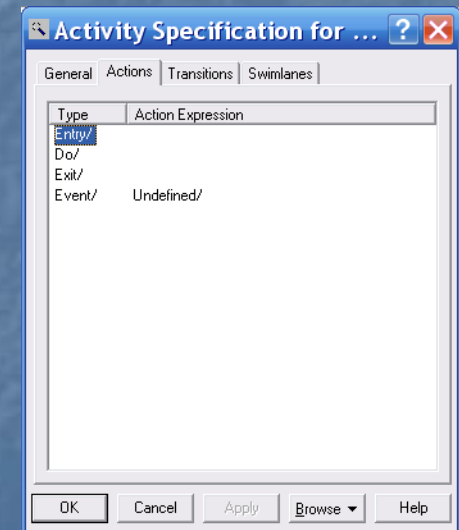 Activity Specification for ...
General Actions Transitions Swimlanes
Type Action Expression
Entry/
Do/
Exit/
Event/ Undefined/
OK Cancel Apply Browse Help